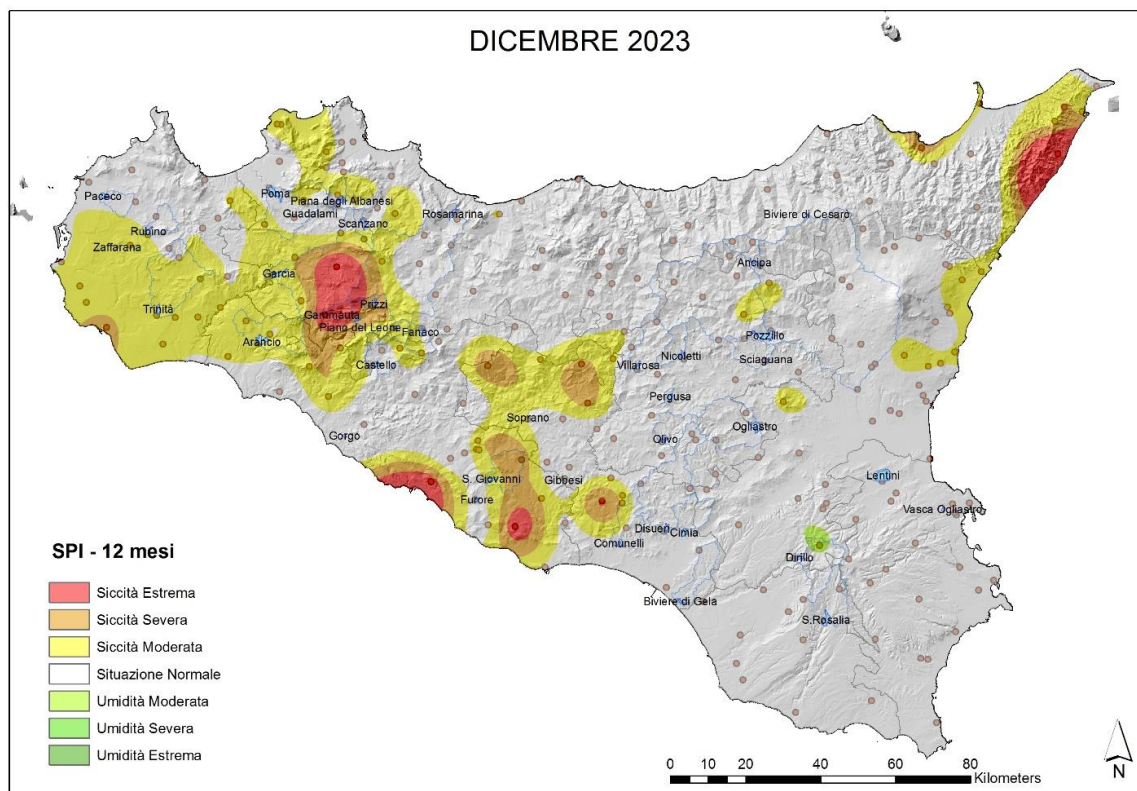 DICEMBRE 2023
Paceco
Poma
Piana degli Albanesi
Guadalami
Rosamarina
Scanzano
Rubino
Zaffarana
Biviere di Cesarò
Ancipa
Garcia
Trinità
Prizzi
Gammauta
Piano del Leone
Fanaco
Arancio
Castello
Pozzillo
Nicoletti
Sciaguana
Villarosa
Pergusa
Soprano
Ogliastro
Gorgo
Olivo
S. Giovanni
Gibbesi
Furore
Lentini
Vasca Ogliastro
Disueri
Cimia
Comunelli
Dirillo
Biviere di Gela
S.Rosalia
SPI - 12 mesi
Siccità Estrema
Siccità Severa
Siccità Moderata
Situazione Normale
Umidità Moderata
Umidità Severa
Umidità Estrema
0 5 10 20 40 60 80
Kilometers
N